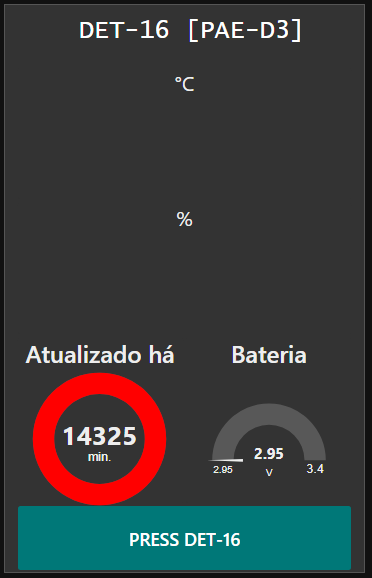 DET-16 [PAE-D3]
°C
%
Atualizado há
Bateria
14325
min.
2.95
2.95
V
3.4
PRESS DET-16